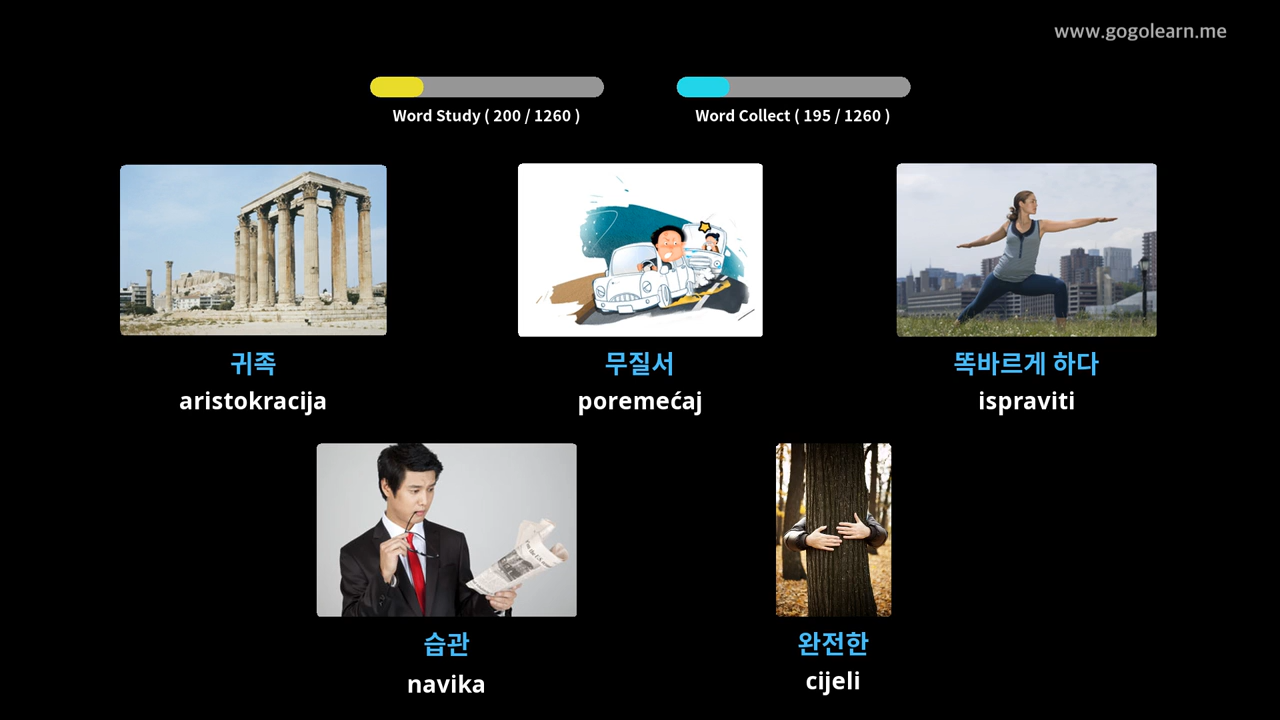 www.gogolearn.me
Word Study ( 200 / 1260 )
Word Collect ( 195 / 1260 )
귀족
aristokracija
무질서
poremećaj
똑바르게 하다
ispraviti
습관
navika
완전한
cijeli